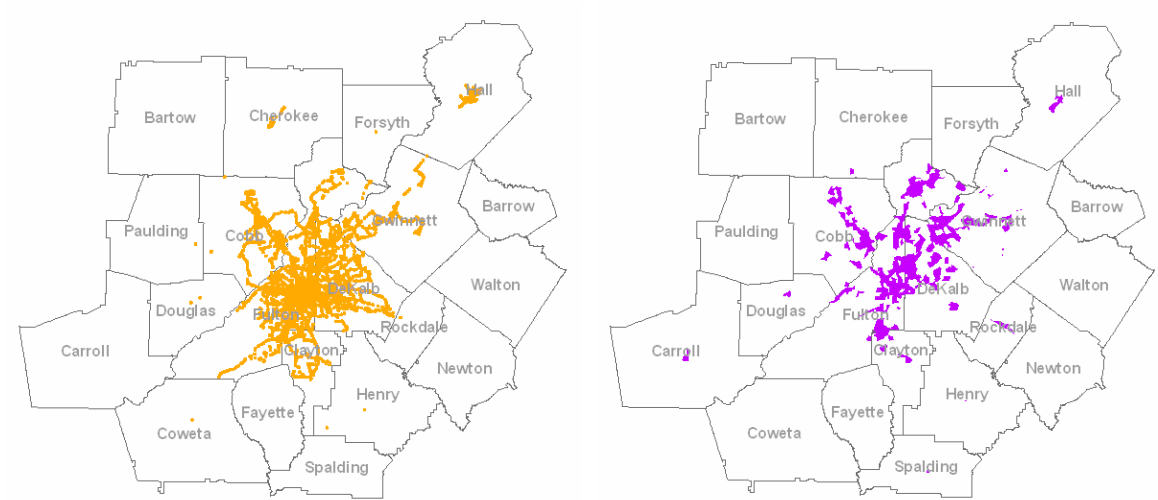 Hall
Bartow
Cherokee
Forsyth
Barrow
Gwinnett
Paulding
Cobb
Walton
DeKalb
Douglas
Fulton
Rockdale
Carroll
Clayton
Newton
Henry
Fayette
Coweta
Spalding
Hall
Bartow
Cherokee
Forsyth
Barrow
Gwinnett
Paulding
Cobb
Walton
DeKalb
Douglas
Fulton
Rockdale
Carroll
Clayton
Newton
Henry
Fayette
Coweta
Spalding